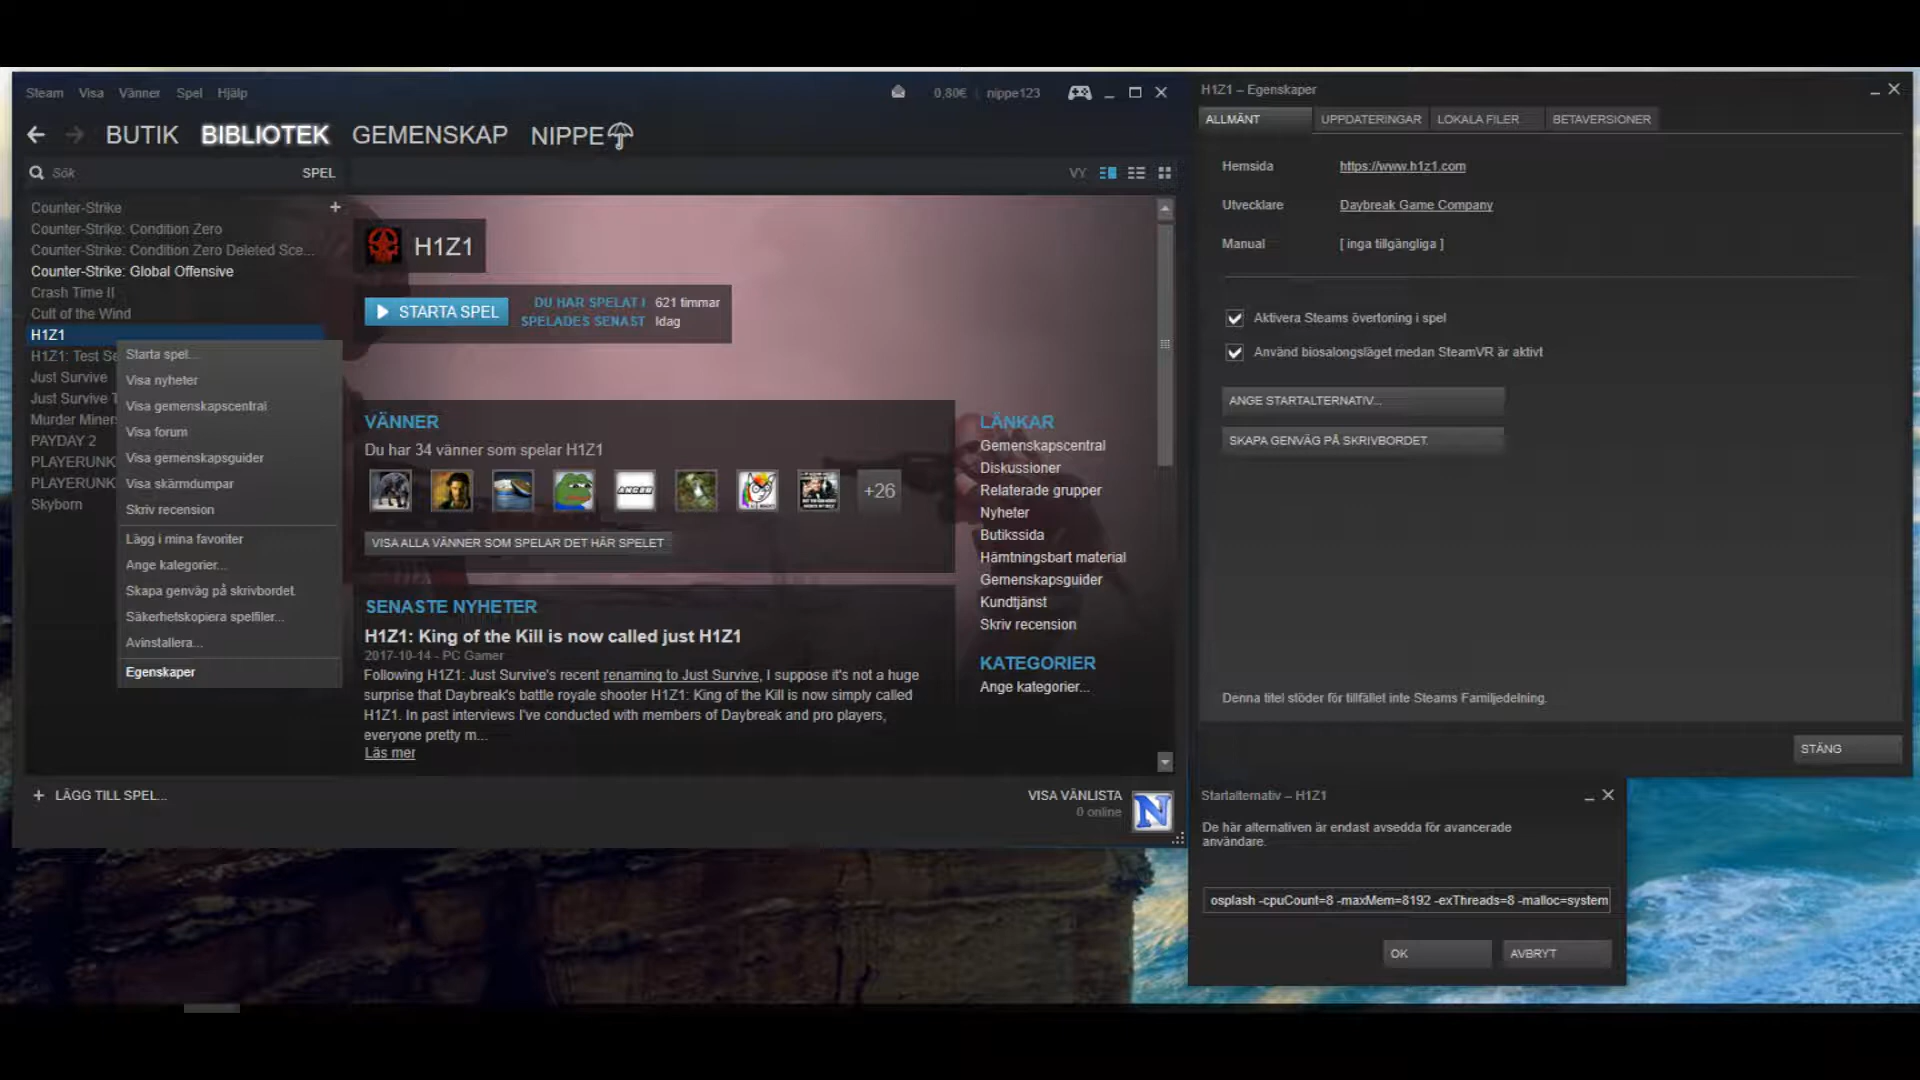 Steam Visa Vänner Spel Hjälp
0,80€ nippe123
BUTIK BIBLIOTEK GEMENSKAP NIPPE
Sök SPEL
VY
Counter-Strike
Counter-Strike: Condition Zero
Counter-Strike: Condition Zero Deleted Sce...
Counter-Strike: Global Offensive
Crash Time II
Cult of the Wind
H1Z1
H1Z1: Test Se
Just Survive
Just Survive T
Murder Miner
PAYDAY 2
PLAYERUNK
PLAYERUNK
Skyborn
Starta spel...
Visa nyheter
Visa gemenskapscentral
Visa forum
Visa gemenskapsguider
Visa skärmdumpar
Skriv recension
Lägg i mina favoriter
Ange kategorier...
Skapa genväg på skrivbordet.
Säkerhetskopiera spelfiler...
Avinstallera...
Egenskaper
+ LÄGG TILL SPEL...
H1Z1
STARTA SPEL
DU HAR SPELAT I 621 timmar
SPELADES SENAST Idag
VÄNNER
Du har 34 vänner som spelar H1Z1
+26
VISA ALLA VÄNNER SOM SPELAR DET HÄR SPELET
SENASTE NYHETER
H1Z1: King of the Kill is now called just H1Z1
2017-10-14 - PC Gamer
Following H1Z1: Just Survive's recent renaming to Just Survive, I suppose it's not a huge
surprise that Daybreak's battle royale shooter H1Z1: King of the Kill is now simply called
H1Z1. In past interviews I've conducted with members of Daybreak and pro players,
everyone pretty m...
Läs mer
LÄNKAR
Gemenskapscentral
Diskussioner
Relaterade grupper
Nyheter
Butikssida
Hämtningsbart material
Gemenskapsguider
Kundtjänst
Skriv recension
KATEGORIER
Ange kategorier...
VISA VÄNLISTA
0 online
N
H1Z1 – Egenskaper
ALLMÄNT UPPDATERINGAR LOKALA FILER BETAVERSIONER
Hemsida https://www.h1z1.com
Utvecklare Daybreak Game Company
Manual [ inga tillgängliga ]
Aktivera Steams övertoning i spel
Använd biosalongsläget medan SteamVR är aktivt
ANGE STARTALTERNATIV...
SKAPA GENVÄG PÅ SKRIVBORDET.
Denna titel stöder för tillfället inte Steams Familjedelning.
STÄNG
Startalternativ – H1Z1
De här alternativen är endast avsedda för avancerade
användare.
osplash -cpuCount=8 -maxMem=8192 -exThreads=8 -malloc=system
OK AVBRYT